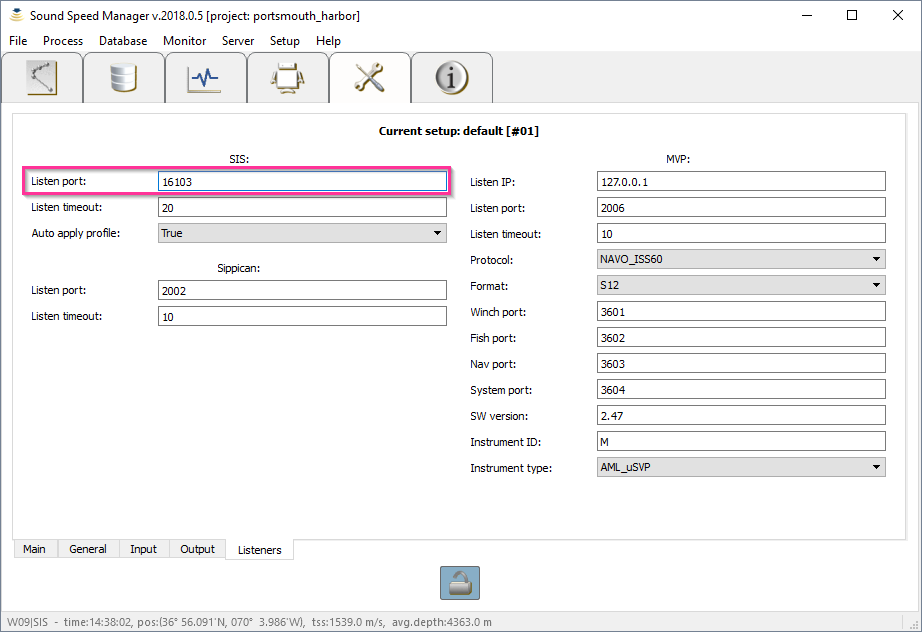 Sound Speed Manager v.2018.0.5 [project: portsmouth_harbor]
File Process Database Monitor Server Setup Help
Current setup: default [#01]
SIS:
Listen port: 16103
Listen timeout: 20
Auto apply profile: True
Sippican:
Listen port: 2002
Listen timeout: 10
MVP:
Listen IP: 127.0.0.1
Listen port: 2006
Listen timeout: 10
Protocol: NAVO_ISS60
Format: S12
Winch port: 3601
Fish port: 3602
Nav port: 3603
System port: 3604
SW version: 2.47
Instrument ID: M
Instrument type: AML_uSVP
Main General Input Output Listeners
W09|SIS - time:14:38:02, pos:(36° 56.091'N, 070° 3.986'W), tss:1539.0 m/s, avg.depth:4363.0 m